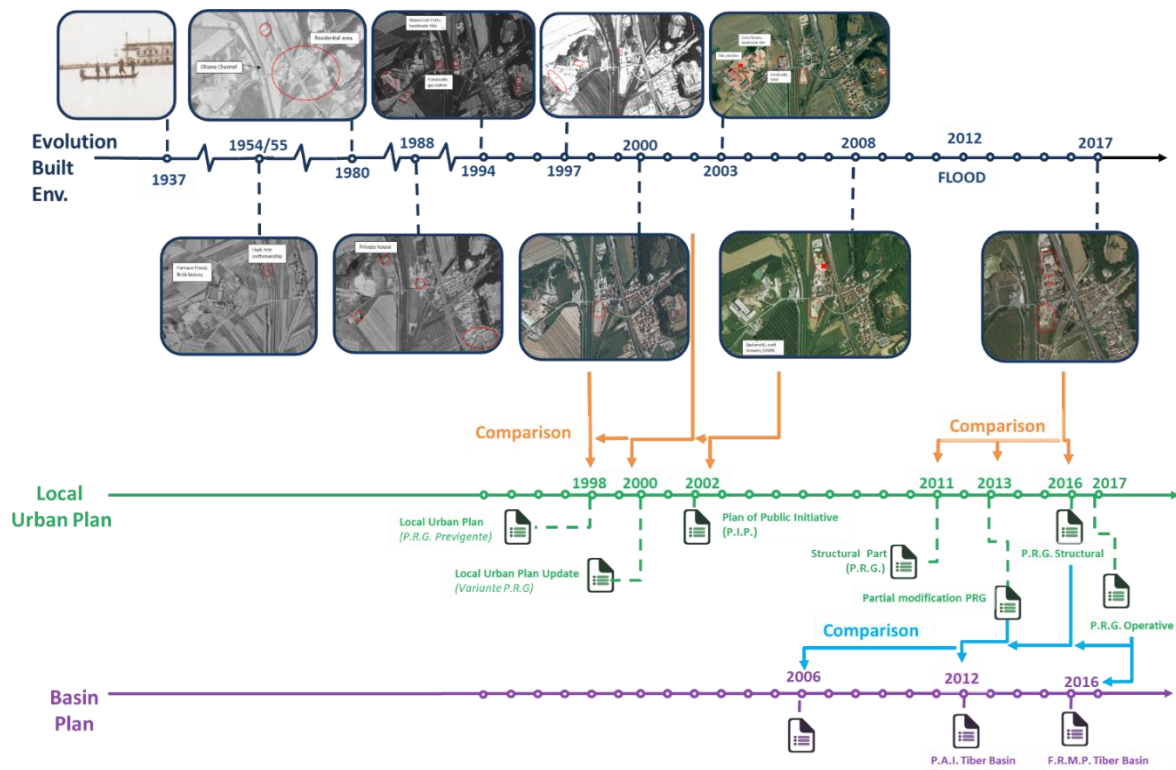 Residential area
Chiana Channel
Evolution
Built
Env.
1937
1954/55
1980
1988
1994
1997
2000
2003
2008
2012
FLOOD
2017
Private house
Comparison
Comparison
Local
Urban Plan
1998
2000
2002
2011
2013
2016
2017
Local Urban Plan
(P.R.G. Previgente)
Plan of Public Initiative
(P.I.P.)
Local Urban Plan Update
(Variante P.R.G)
Structural Part
(P.R.G.)
P.R.G. Structural
Partial modification PRG
P.R.G. Operative
Comparison
Basin
Plan
2006
2012
2016
P.A.I. Tiber Basin
F.R.M.P. Tiber Basin